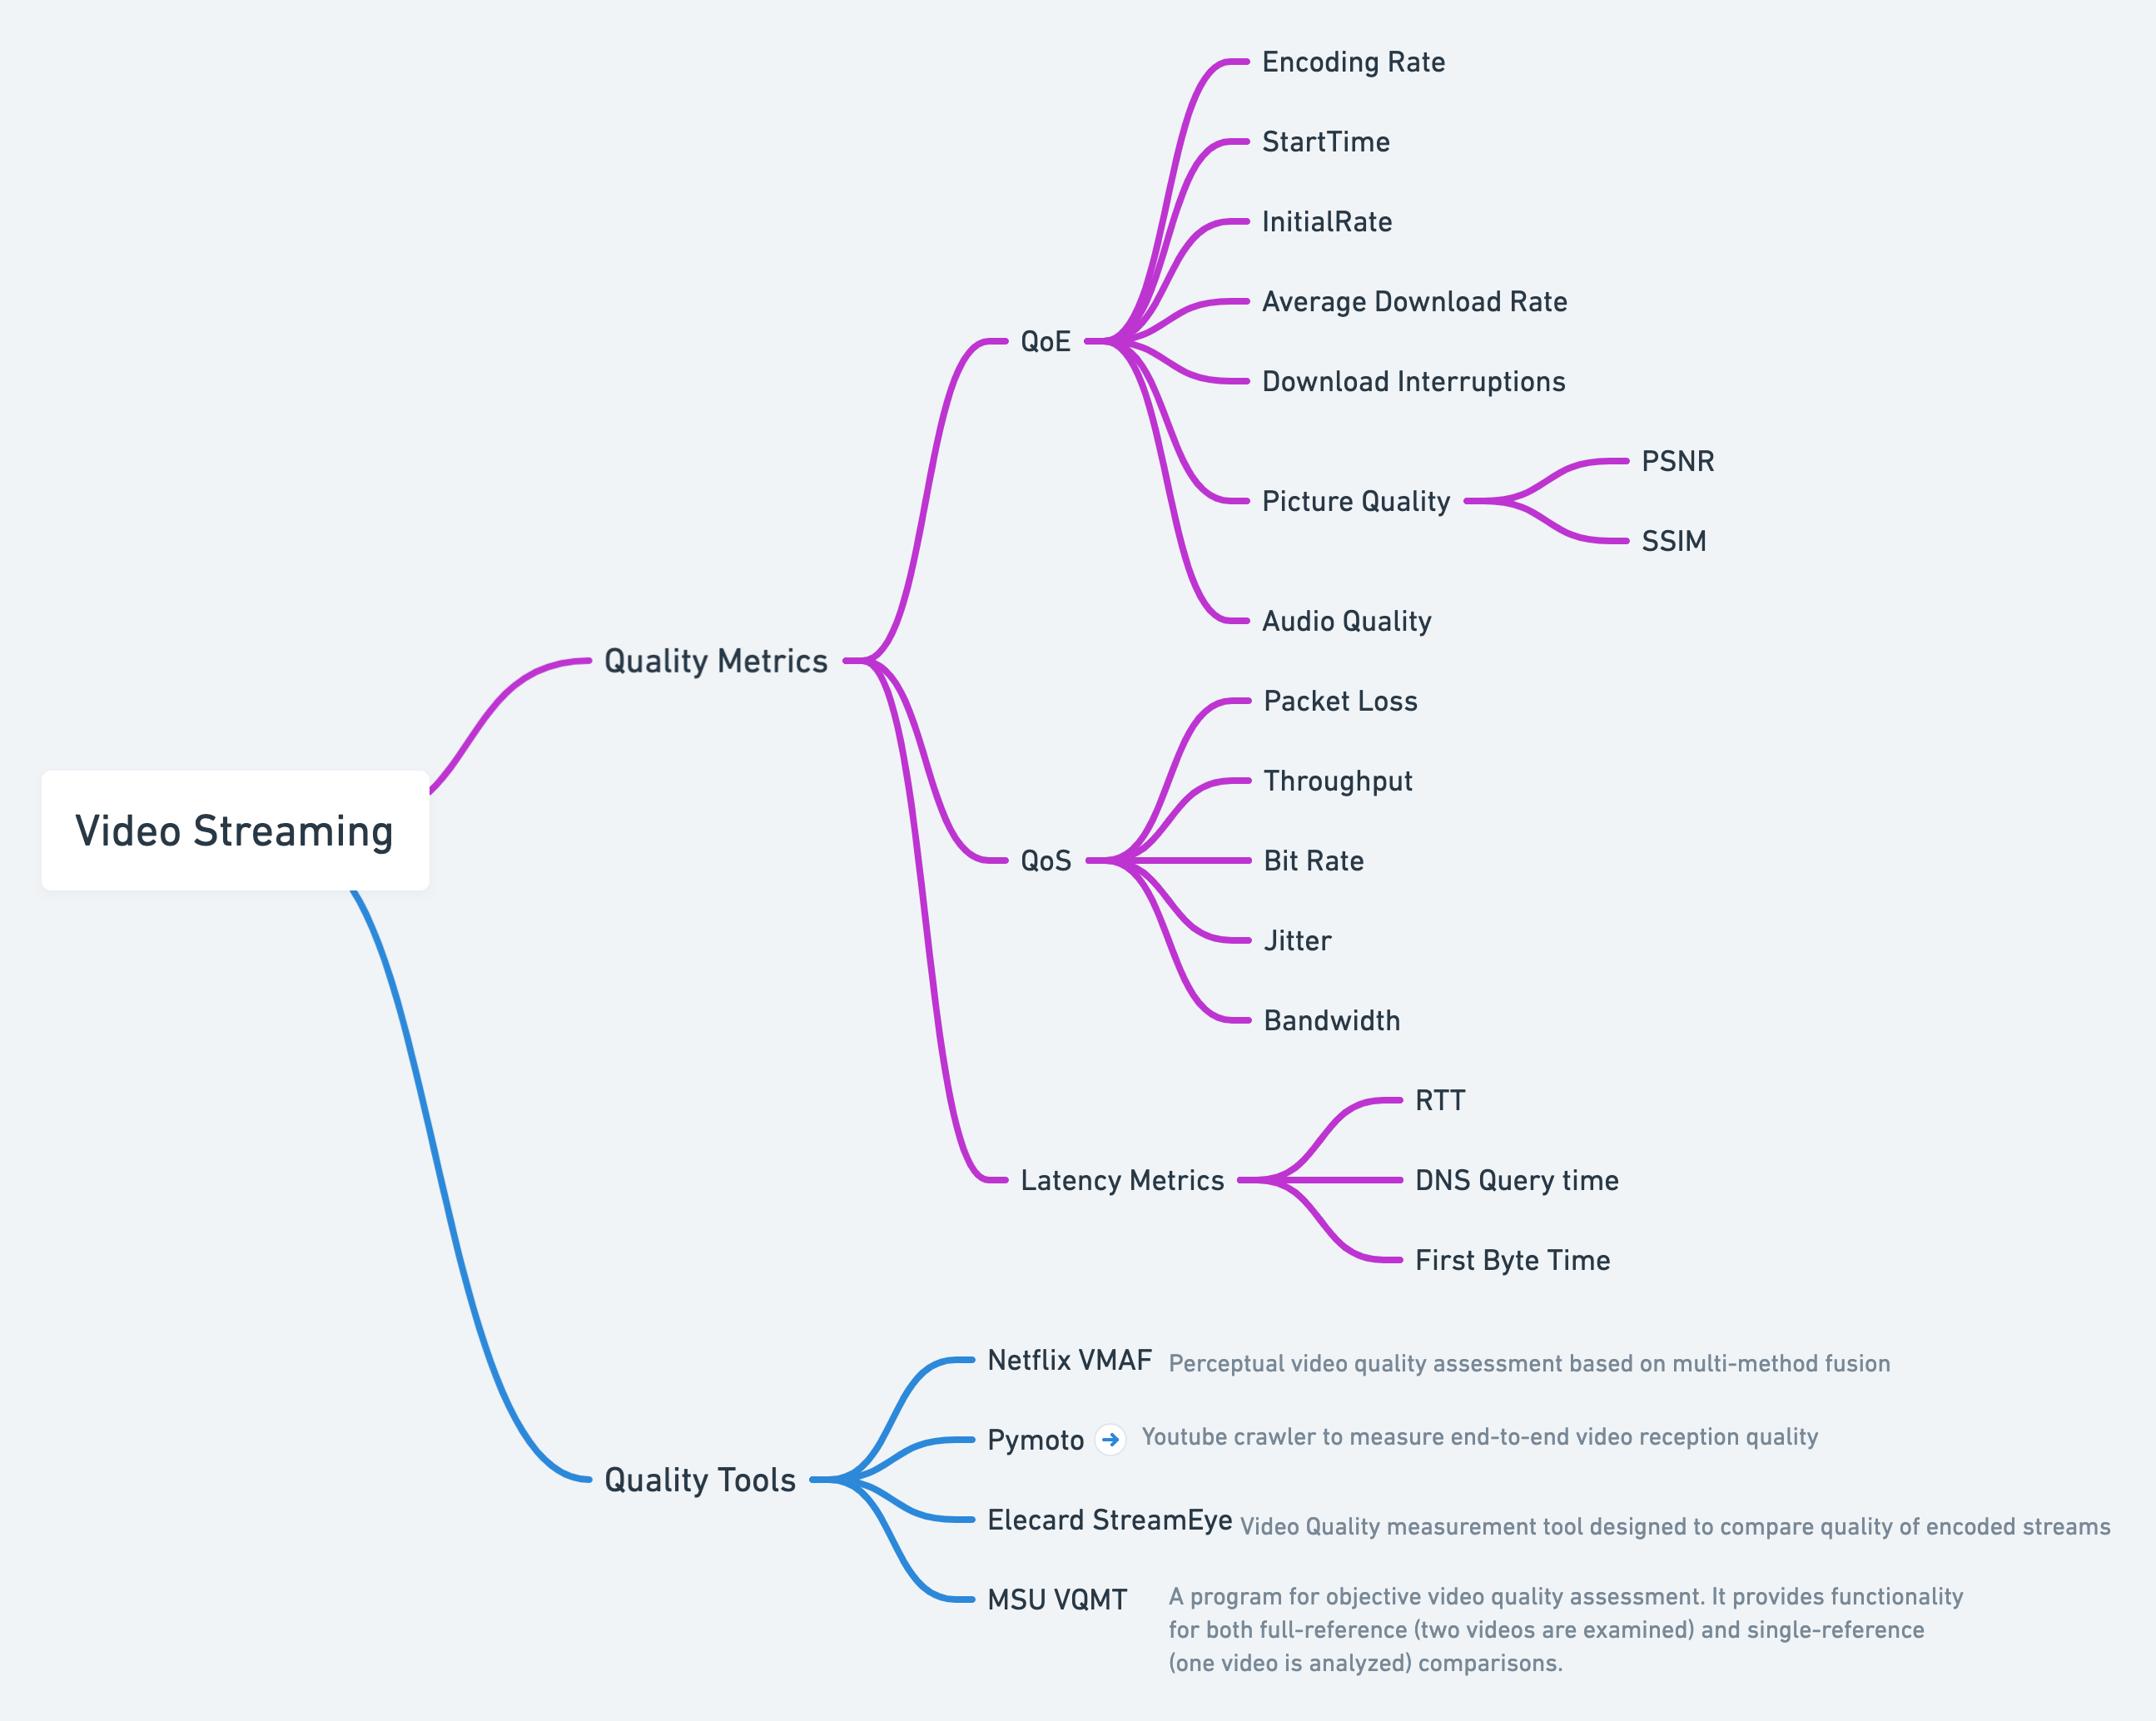 Encoding Rate
StartTime
InitialRate
Average Download Rate
QoE
Download Interruptions
PSNR
Picture Quality
SSIM
Audio Quality
Quality Metrics
Packet Loss
Throughput
Video Streaming
QoS
Bit Rate
Jitter
Bandwidth
RTT
Latency Metrics
DNS Query time
First Byte Time
Netflix VMAF Perceptual video quality assessment based on multi-method fusion
Pymoto Youtube crawler to measure end-to-end video reception quality
Quality Tools
Elecard StreamEye Video Quality measurement tool designed to compare quality of encoded streams
MSU VQMT A program for objective video quality assessment. It provides functionality
for both full-reference (two videos are examined) and single-reference
(one video is analyzed) comparisons.